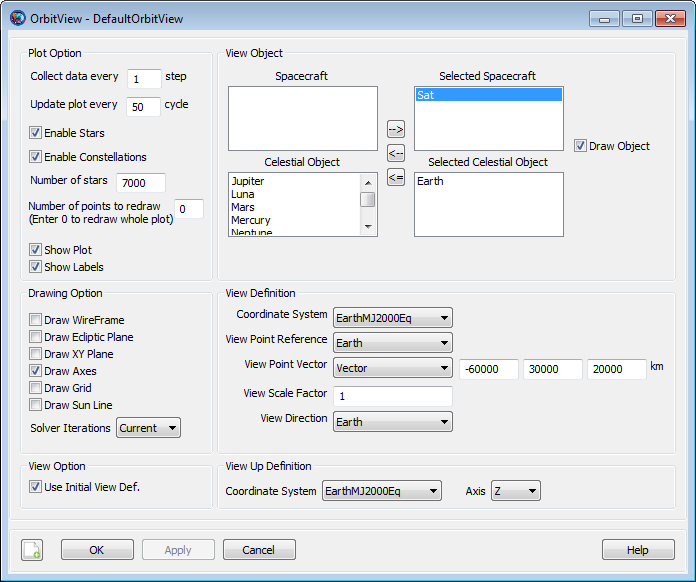 OrbitView - DefaultOrbitView
Plot Option
Collect data every 1 step
Update plot every 50 cycle
Enable Stars
Enable Constellations
Number of stars 7000
Number of points to redraw 0
(Enter 0 to redraw whole plot)
Show Plot
Show Labels
View Object
Spacecraft
Selected Spacecraft
Sat
-->
<--
<=
Draw Object
Celestial Object
Jupiter
Luna
Mars
Mercury
Neptune
Selected Celestial Object
Earth
Drawing Option
Draw WireFrame
Draw Ecliptic Plane
Draw XY Plane
Draw Axes
Draw Grid
Draw Sun Line
Solver Iterations Current
View Definition
Coordinate System EarthMJ2000Eq
View Point Reference Earth
View Point Vector Vector -60000 30000 20000 km
View Scale Factor 1
View Direction Earth
View Option
Use Initial View Def.
View Up Definition
Coordinate System EarthMJ2000Eq Axis Z
OK Apply Cancel Help